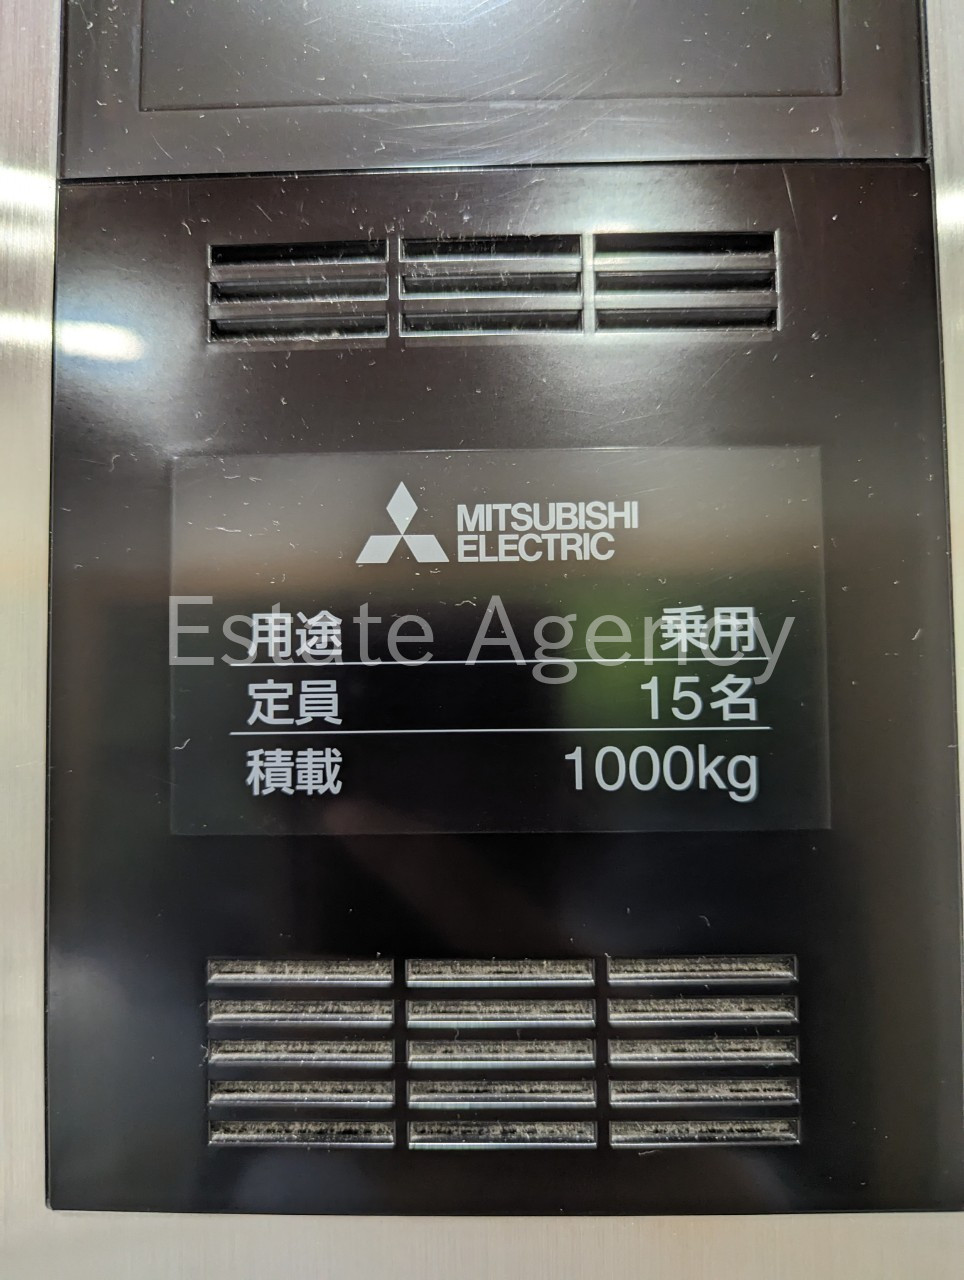 MITSUBISHI
ELECTRIC
用途 乗用
Estate Agency
定員 15名
積載 1000kg